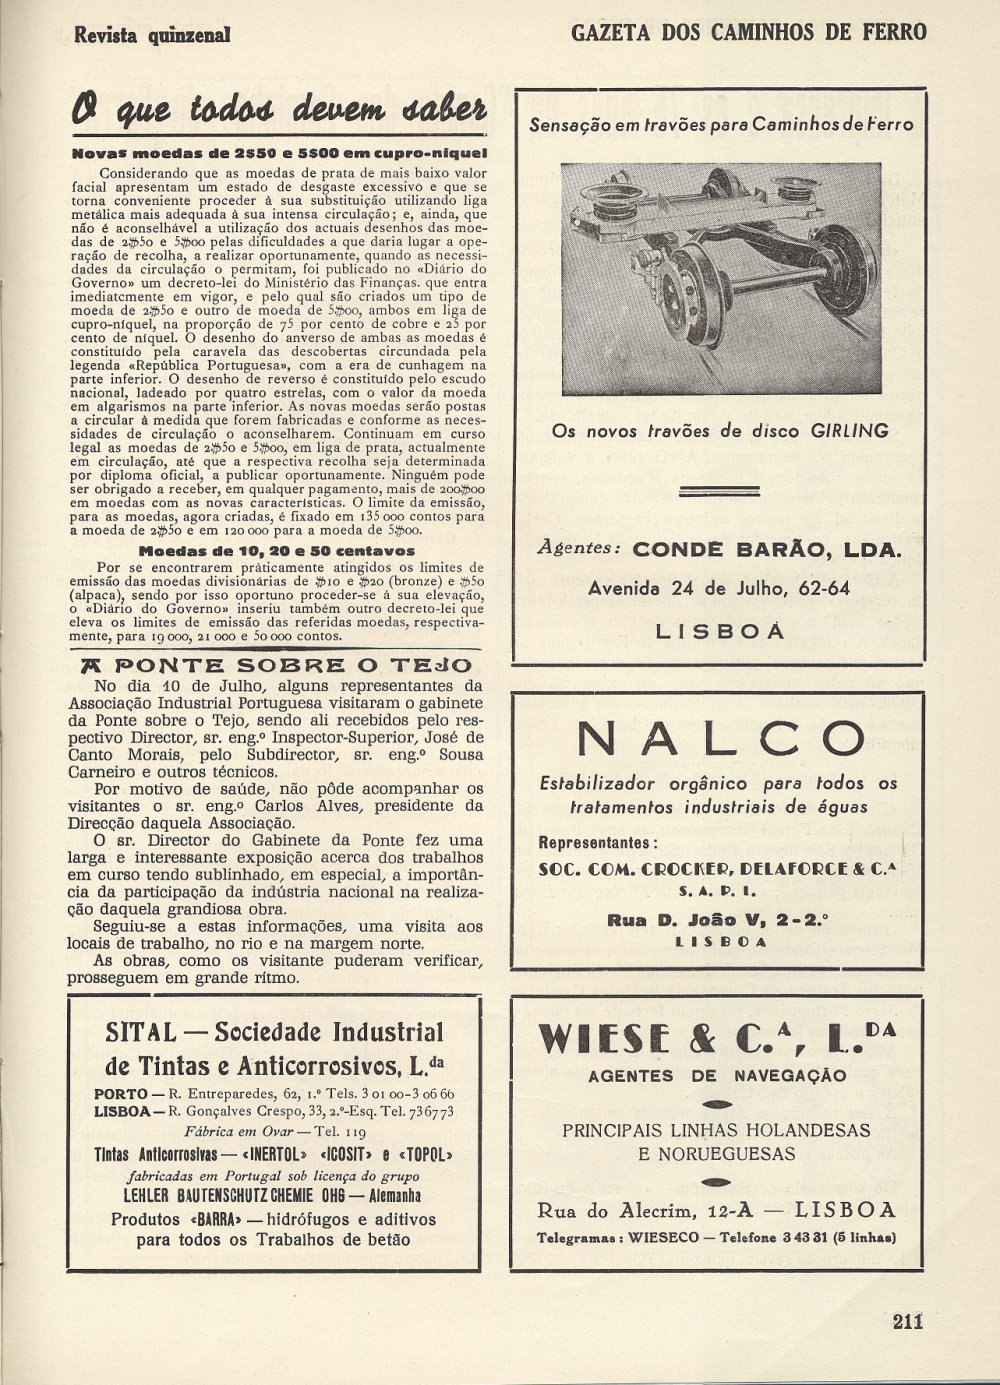 Revista quinzenal
GAZETA DOS CAMINHOS DE FERRO
O que todos devem saber
Novas moedas de 2$50 e 5$00 em cupro-níquel
Considerando que as moedas de prata de mais baixo valor
facial apresentam um estado de desgaste excessivo e que se
torna conveniente proceder à sua substituição utilizando liga
metálica mais adequada à sua intensa circulação; e, ainda, que
não é aconselhável a utilização dos actuais desenhos das moe-
das de 2$50 e 5$00 pelas dificuldades a que daria lugar a ope-
ração de recolha, a realizar oportunamente, quando as necessi-
dades da circulação o permitam, foi publicado no «Diário do
Governo» um decreto-lei do Ministério das Finanças. que entra
imediatcmente em vigor, e pelo qual são criados um tipo de
moeda de 2$50 e outro de moeda de 5$00, ambos em liga de
cupro-níquel, na proporção de 75 por cento de cobre e 25 por
cento de níquel. O desenho do anverso de ambas as moedas é
constituído pela caravela das descobertas circundada pela
legenda «República Portuguesa», com a era de cunhagem na
parte inferior. O desenho de reverso é constituído pelo escudo
nacional, ladeado por quatro estrelas, com o valor da moeda
em algarismos na parte inferior. As novas moedas serão postas
a circular à medida que forem fabricadas e conforme as neces-
sidades de circulação o aconselharem. Continuam em curso
legal as moedas de 2$50 e 5$00, em liga de prata, actualmente
em circulação, até que a respectiva recolha seja determinada
por diploma oficial, a publicar oportunamente. Ninguém pode
ser obrigado a receber, em qualquer pagamento, mais de 200$00
em moedas com as novas características. O limite da emissão,
para as moedas, agora criadas, é fixado em 135 000 contos para
a moeda de 2$50 e em 120 000 para a moeda de 5$00.
Moedas de 10, 20 e 50 centavos
Por se encontrarem pràticamente atingidos os limites de
emissão das moedas divisionárias de $10 e $20 (bronze) e $50
(alpaca), sendo por isso oportuno proceder-se à sua elevação,
o «Diário do Governo» inseriu também outro decreto-lei que
eleva os limites de emissão das referidas moedas, respectiva-
mente, para 19 000, 21 000 e 50 000 contos.
A PONTE SOBRE O TEJO
No dia 10 de Julho, alguns representantes da
Associação Industrial Portuguesa visitaram o gabinete
da Ponte sobre o Tejo, sendo ali recebidos pelo res-
pectivo Director, sr. eng.º Inspector-Superior, José de
Canto Morais, pelo Subdirector, sr. eng.º Sousa
Carneiro e outros técnicos.
Por motivo de saúde, não pôde acompanhar os
visitantes o sr. eng.º Carlos Alves, presidente da
Direcção daquela Associação.
O sr. Director do Gabinete da Ponte fez uma
larga e interessante exposição acerca dos trabalhos
em curso tendo sublinhado, em especial, a importân-
cia da participação da indústria nacional na realiza-
ção daquela grandiosa obra.
Seguiu-se a estas informações, uma visita aos
locais de trabalho, no rio e na margem norte.
As obras, como os visitante puderam verificar,
prosseguem em grande rítmo.
SITAL — Sociedade Industrial
de Tintas e Anticorrosivos, L.da
PORTO — R. Entreparedes, 62, 1.º Tels. 3 01 00-3 06 66
LISBOA — R. Gonçalves Crespo, 33, 2.º-Esq. Tel. 73 67 73
Fábrica em Ovar — Tel. 119
Tintas Anticorrosivas — «INERTOL» «ICOSIT» e «TOPOL»
fabricadas em Portugal sob licença do grupo
LEHLER BAUTENSCHUTZ CHEMIE OHG — Alemanha
Produtos «BARRA» — hidrófugos e aditivos
para todos os Trabalhos de betão
Sensação em travões para Caminhos de Ferro
Os novos travões de disco GIRLING
Agentes: CONDE BARÃO, LDA.
Avenida 24 de Julho, 62-64
LISBOA
NALCO
Estabilizador orgânico para todos os
tratamentos industriais de águas
Representantes:
SOC. COM. CROCKER, DELAFORCE & C.ª
S. A. P. I.
Rua D. João V, 2-2.º
LISBOA
WIESE & C.ª, L.DA
AGENTES DE NAVEGAÇÃO
PRINCIPAIS LINHAS HOLANDESAS
E NORUEGUESAS
Rua do Alecrim, 12-A — LISBOA
Telegramas: WIESECO — Telefone 3 43 31 (5 linhas)
211